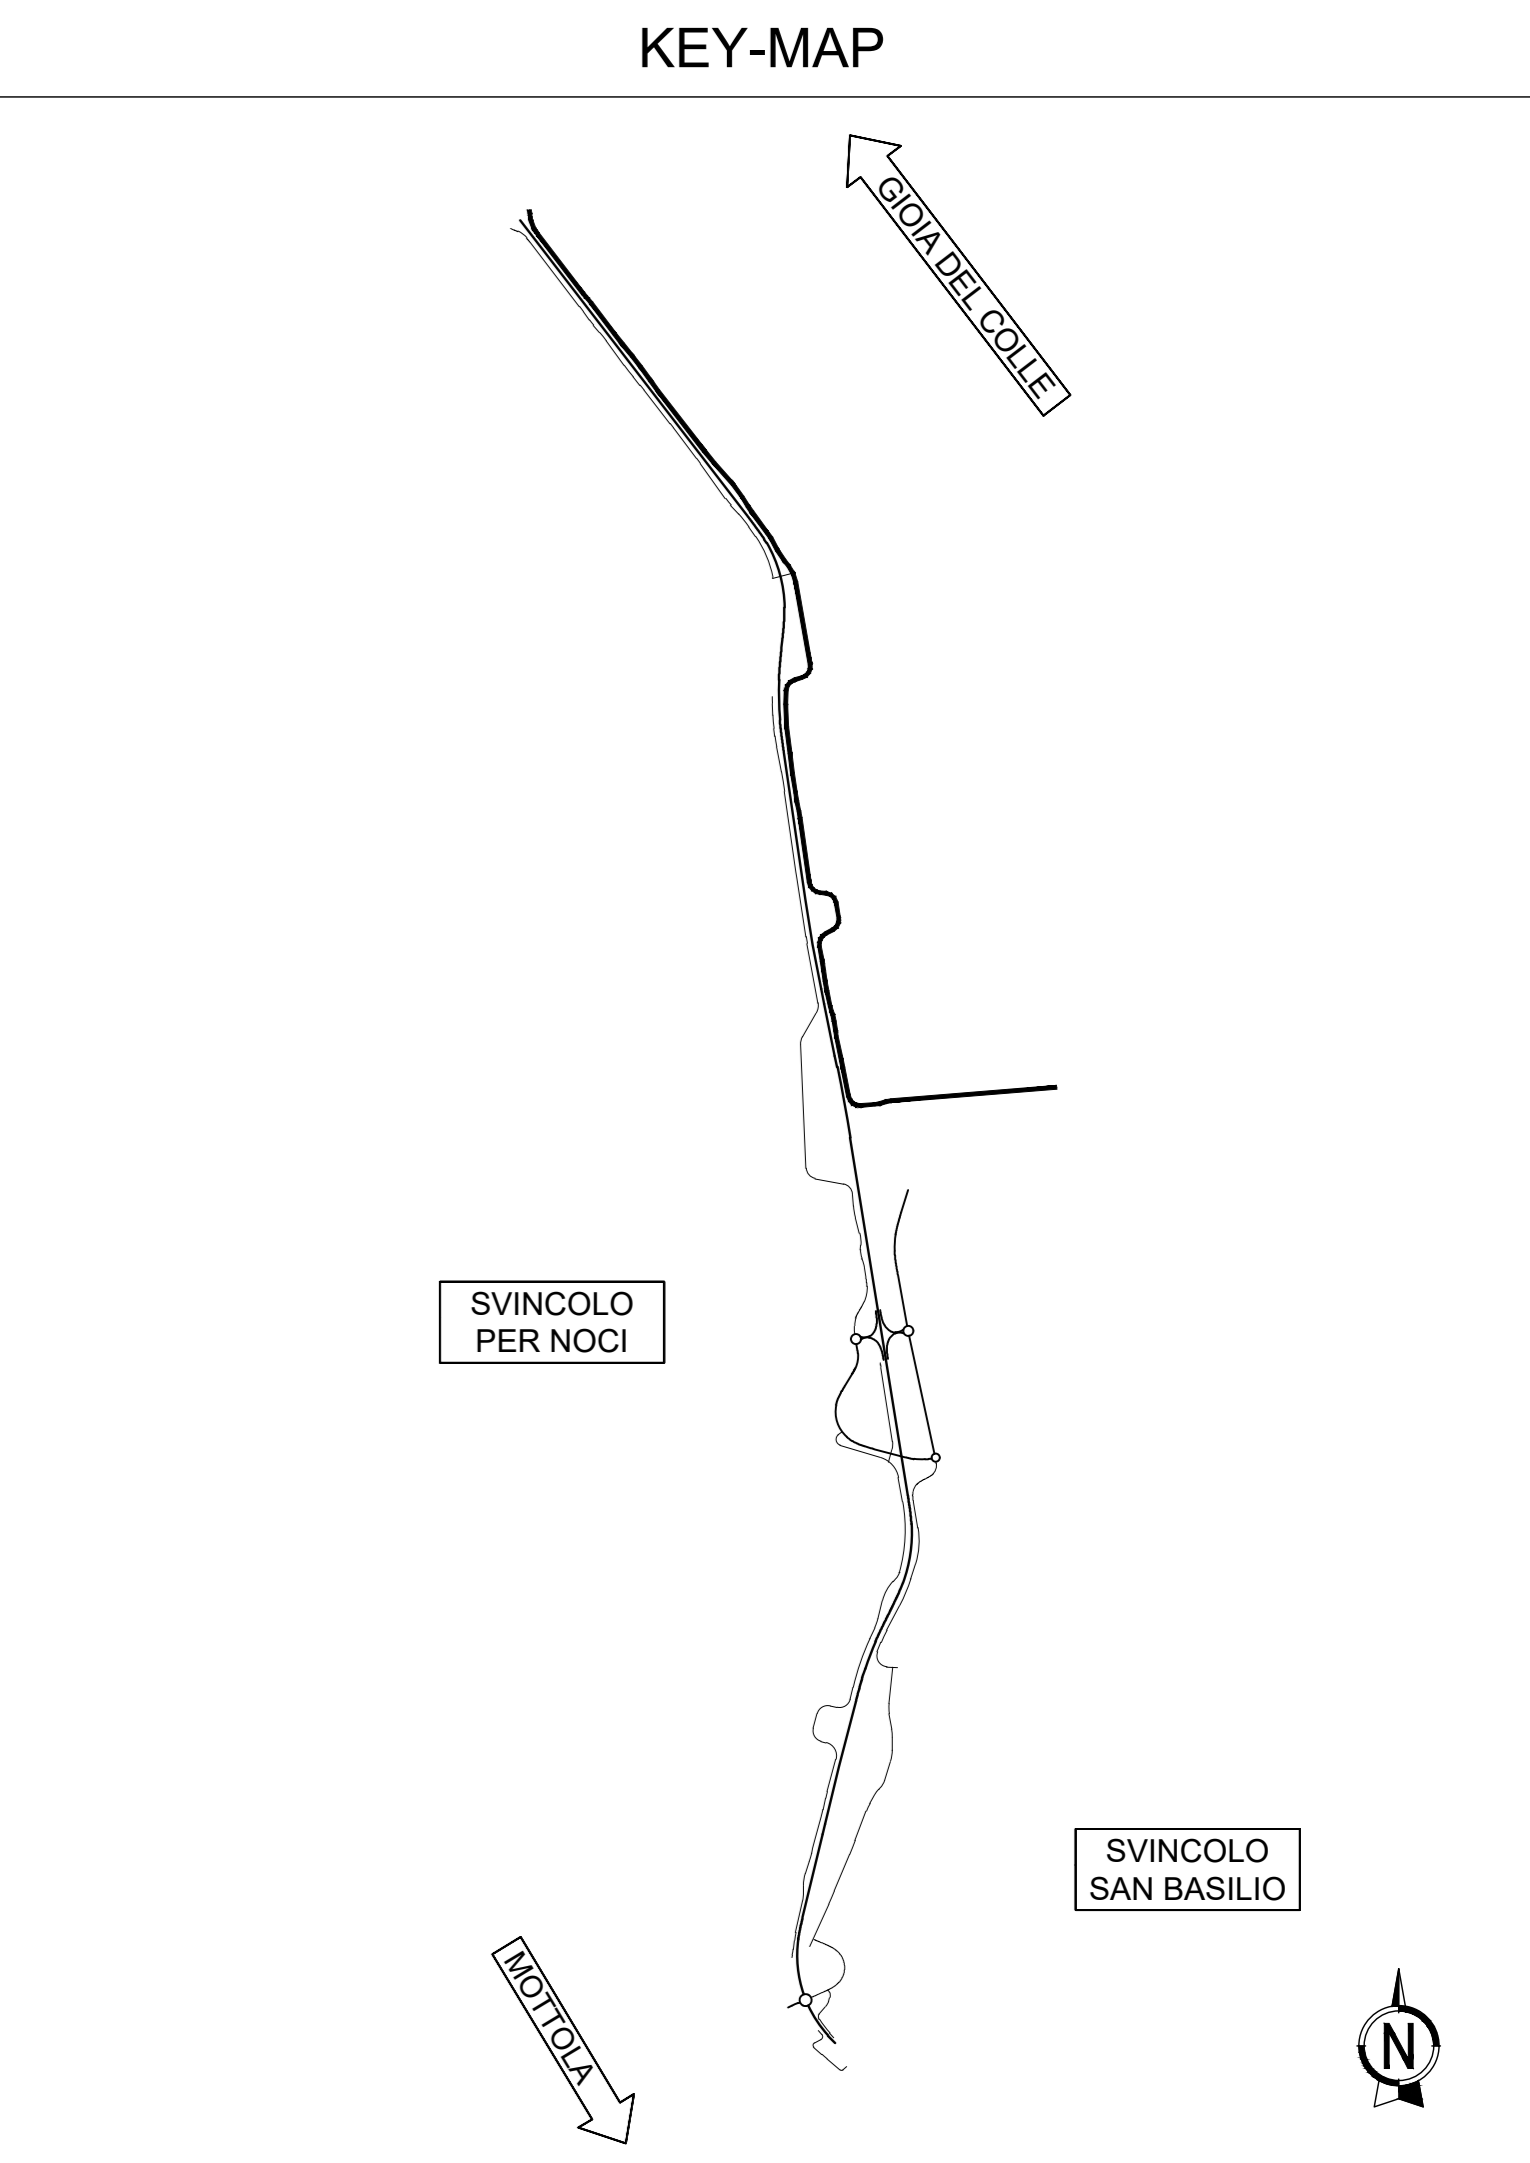 KEY-MAP
GIOIA DEL COLLE
SVINCOLO
PER NOCI
SVINCOLO
SAN BASILIO
MOTTOLA
N